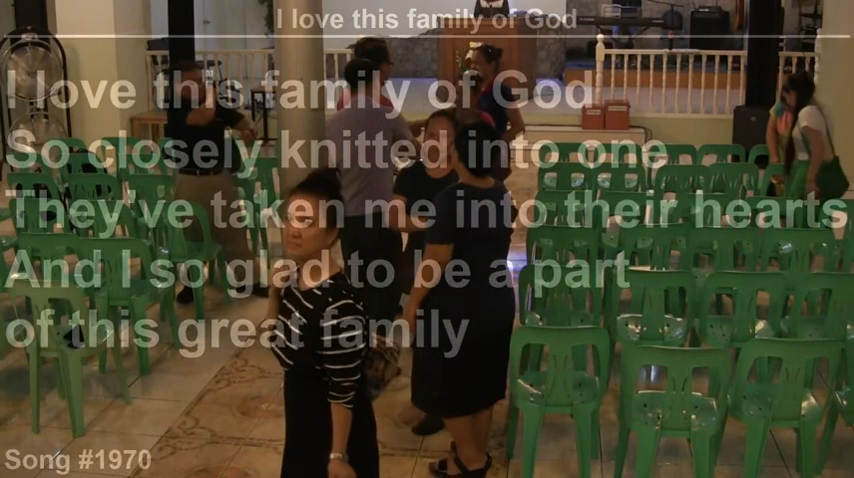 I love this family of God
I love this family of God
So closely knitted into one
They've taken me into their hearts
And I so glad to be a part
of this great family
Song #1970